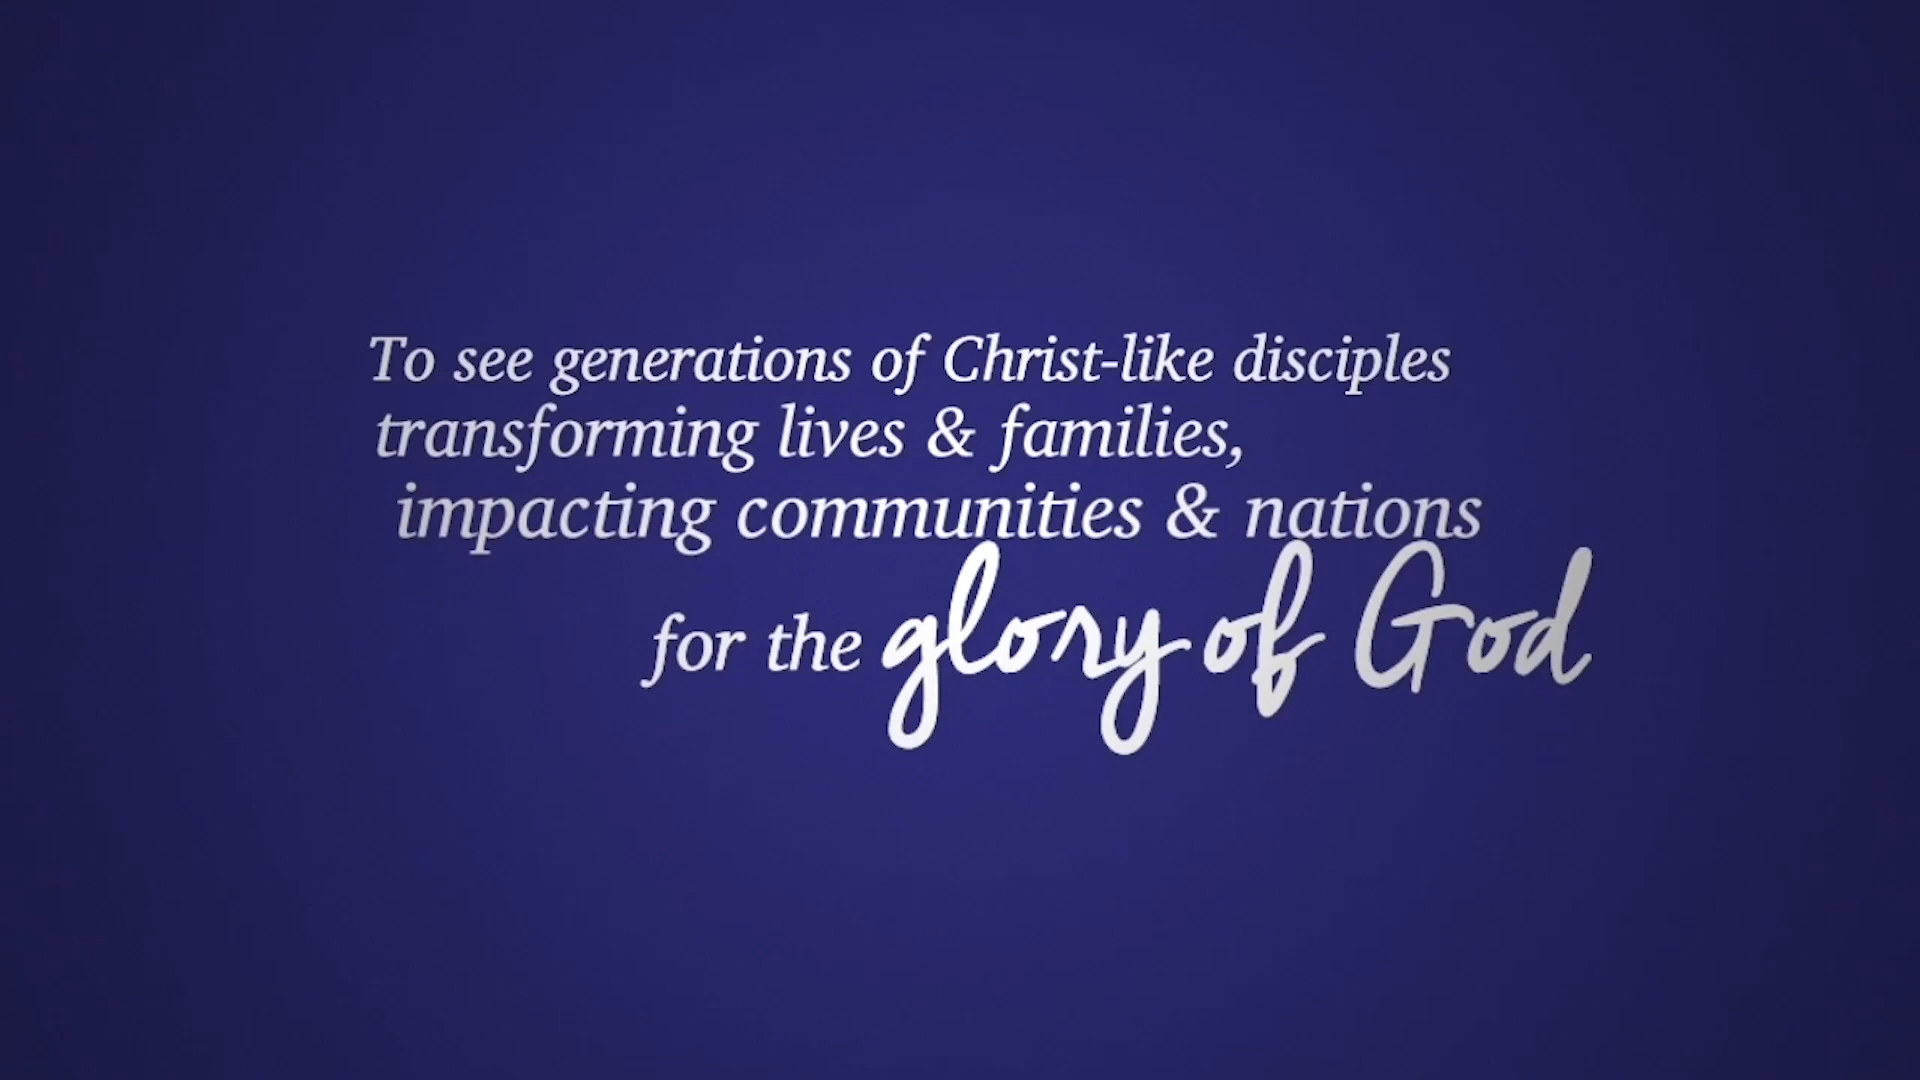 To see generations of Christ-like disciples
transforming lives & families,
impacting communities & nations
for the glory of God